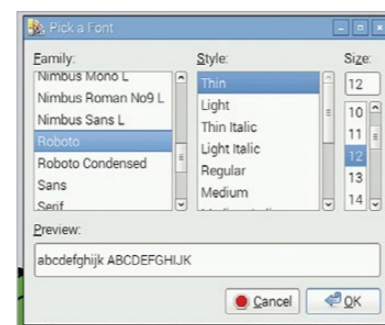 Pick a Font
Family:
Style:
Size:
Nimbus Mono L
Nimbus Roman No9 L
Nimbus Sans L
Roboto
Roboto Condensed
Sans
Serif
Thin
Light
Thin Italic
Light Italic
Regular
Medium
12
10
11
12
13
14
Preview:
abcdefghijk ABCDEFGHIJK
Cancel
OK